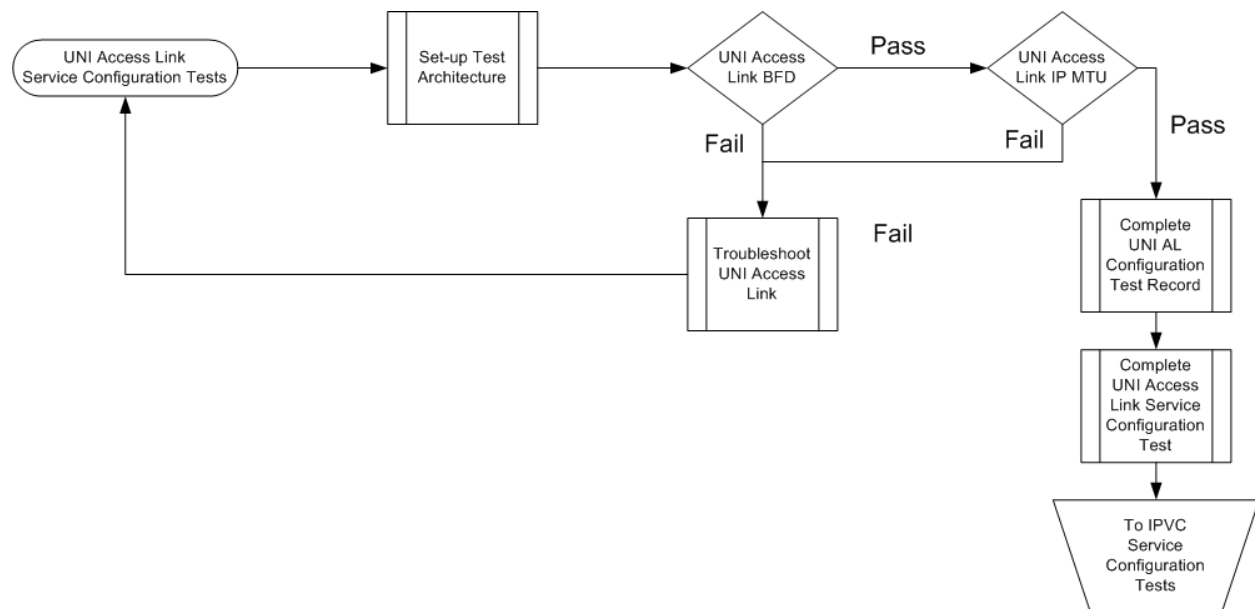 UNI Access Link
Service Configuration Tests
Set-up Test
Architecture
UNI Access
Link BFD
Pass
UNI Access
Link IP MTU
Fail
Fail
Pass
Troubleshoot
UNI Access
Link
Fail
Complete
UNI AL
Configuration
Test Record
Complete
UNI Access
Link Service
Configuration
Test
To IPVC
Service
Configuration
Tests